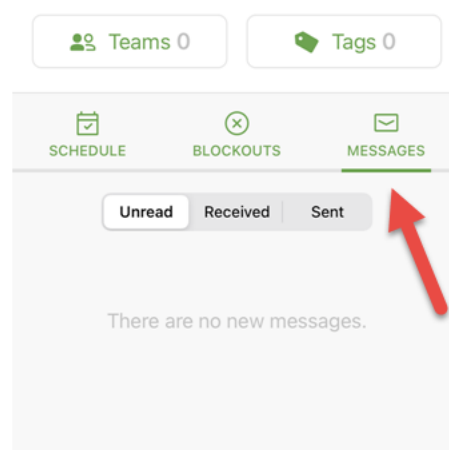 Teams 0 Tags 0
SCHEDULE BLOCKOUTS MESSAGES
Unread Received Sent
There are no new messages.